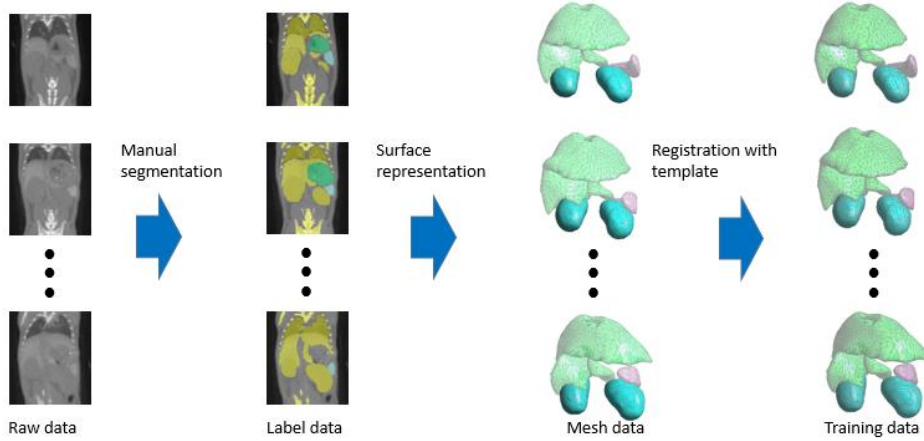 Manual
segmentation
Surface
representation
Registration with
template
Raw data
Label data
Mesh data
Training data